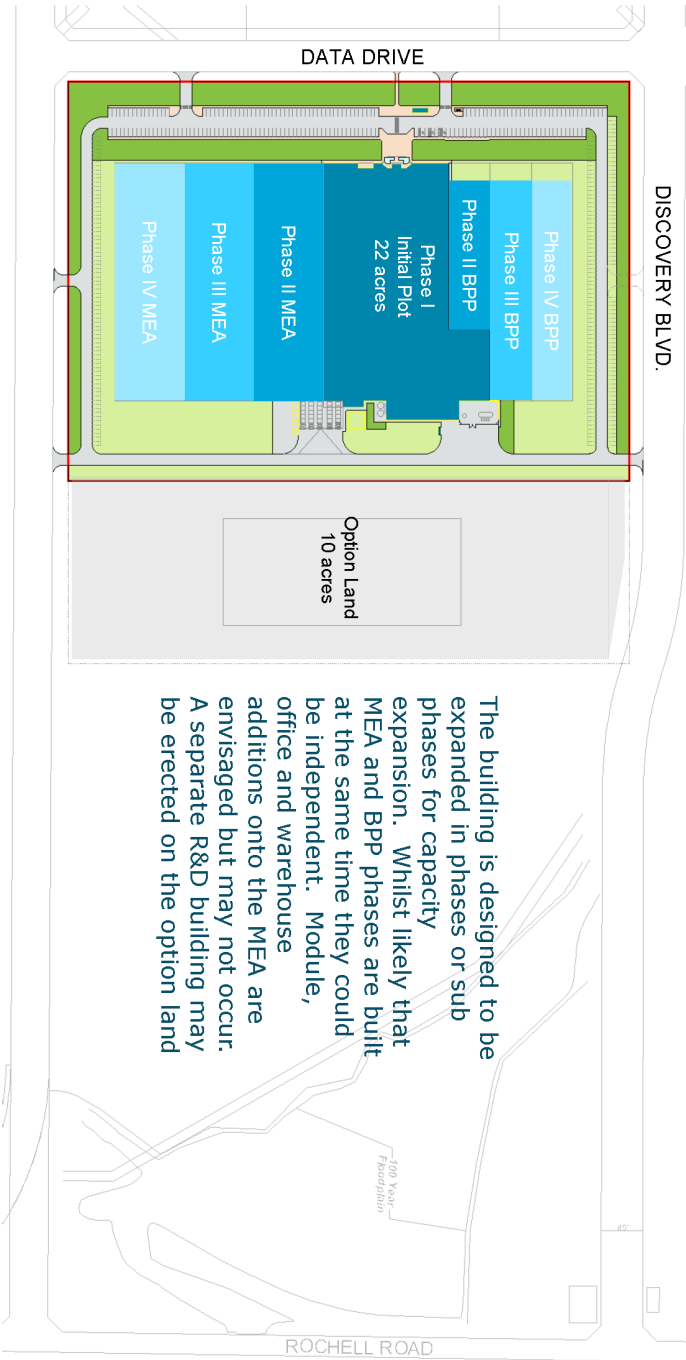 DATA DRIVE
DISCOVERY BLVD.
Phase IV MEA
Phase III MEA
Phase II MEA
Phase I
Initial Plot
22 acres
Phase II BPP
Phase III BPP
Phase IV BPP
Option Land
10 acres
The building is designed to be
expanded in phases or sub
phases for capacity
expansion.  Whilst likely that
MEA and BPP phases are built
at the same time they could
be independent.  Module,
office and warehouse
additions onto the MEA are
envisaged but may not occur.
A separate R&D building may
be erected on the option land
100 Year
Floodplain
85'
ROCHELL ROAD